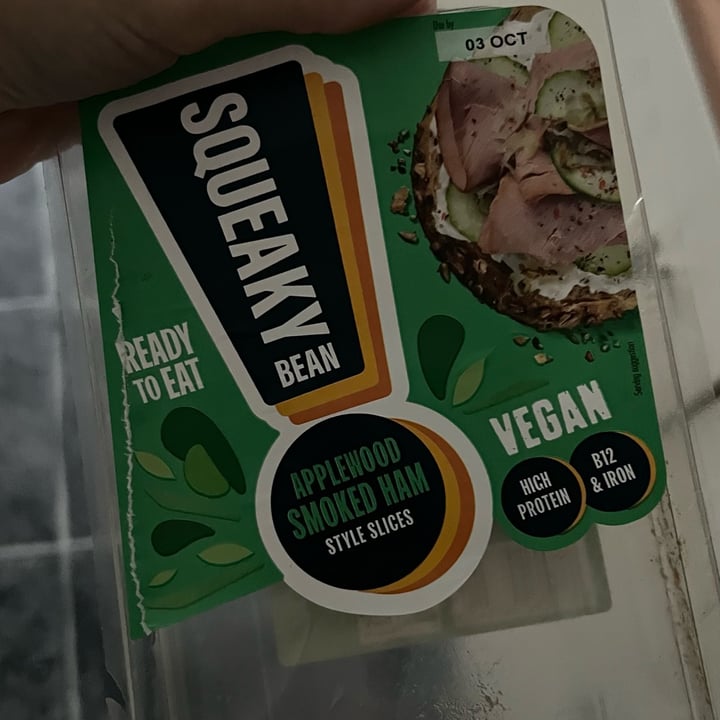 Use by
03 OCT
SQUEAKY
BEAN
READY
TO EAT
APPLEWOOD
SMOKED HAM
STYLE SLICES
VEGAN
HIGH
PROTEIN
B12
& IRON
Serving suggestion